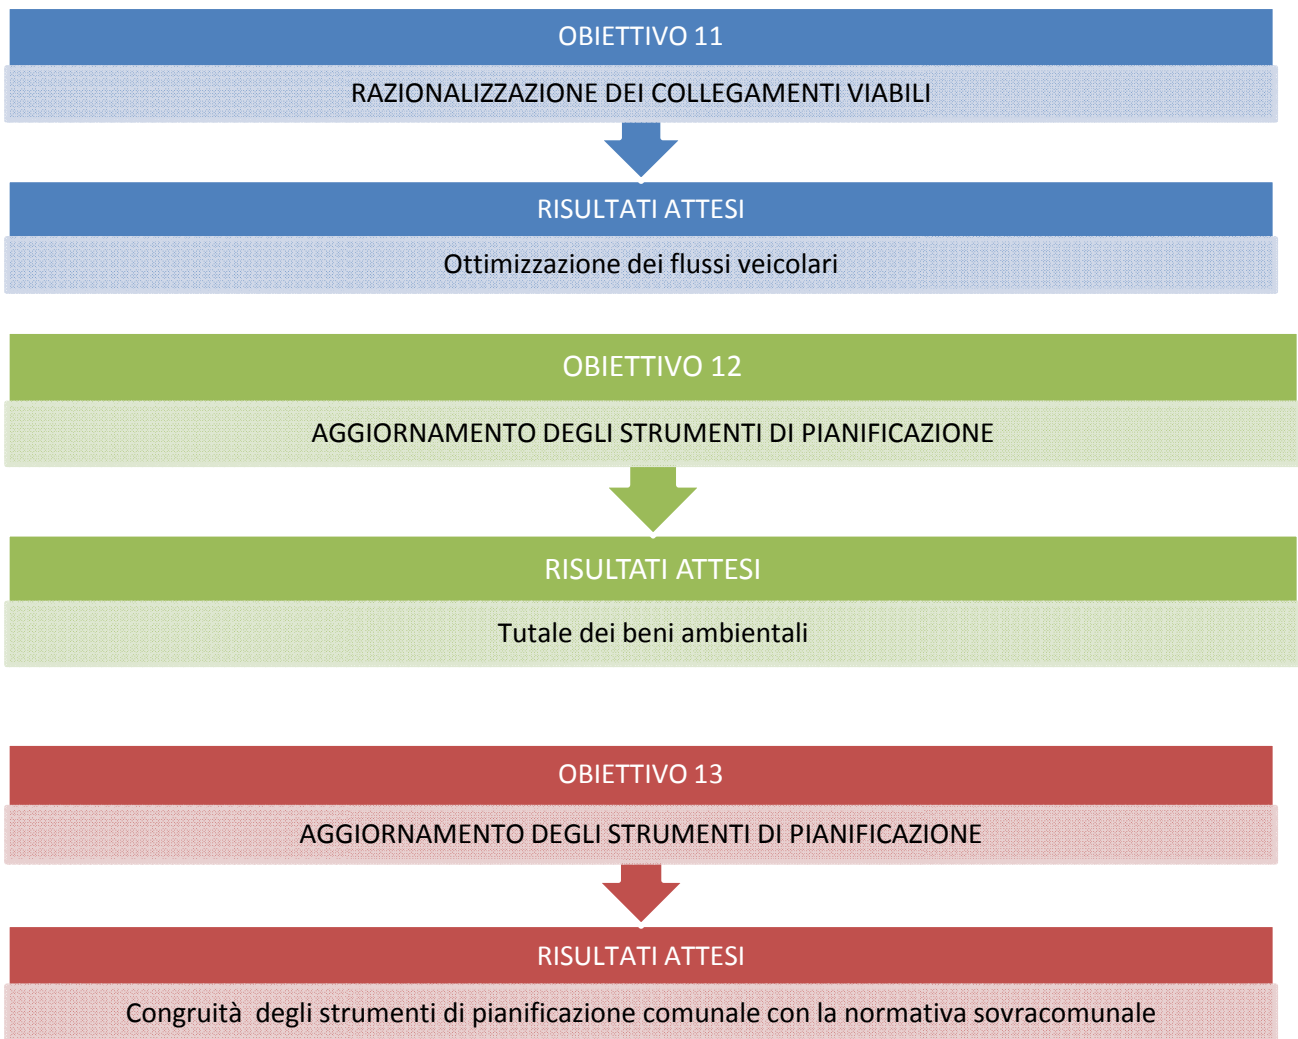 OBIETTIVO 11
RAZIONALIZZAZIONE DEI COLLEGAMENTI VIABILI
RISULTATI ATTESI
Ottimizzazione dei flussi veicolari
OBIETTIVO 12
AGGIORNAMENTO DEGLI STRUMENTI DI PIANIFICAZIONE
RISULTATI ATTESI
Tutale dei beni ambientali
OBIETTIVO 13
AGGIORNAMENTO DEGLI STRUMENTI DI PIANIFICAZIONE
RISULTATI ATTESI
Congruità  degli strumenti di pianificazione comunale con la normativa sovracomunale